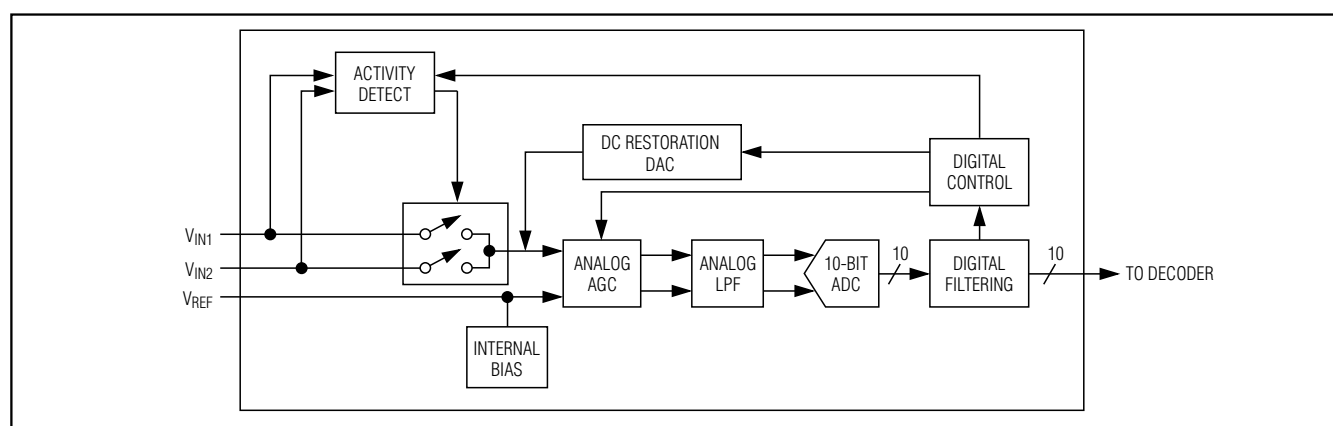 ACTIVITY
DETECT
DC RESTORATION
DAC
DIGITAL
CONTROL
VIN1
VIN2
VREF
ANALOG
AGC
ANALOG
LPF
10-BIT
ADC
10
DIGITAL
FILTERING
10
TO DECODER
INTERNAL
BIAS